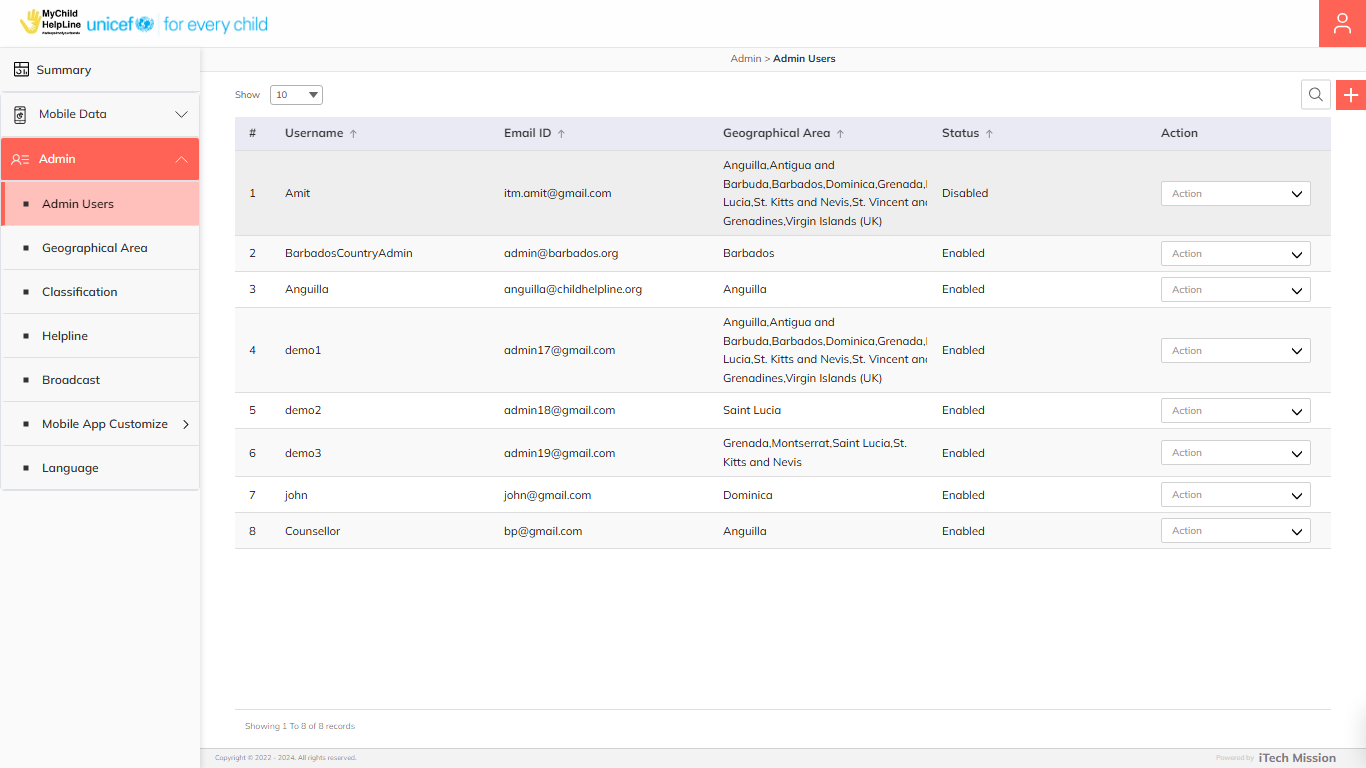 MyChild
HelpLine
unicef for every child
Admin > Admin Users
Summary
Mobile Data
Admin
Admin Users
Geographical Area
Classification
Helpline
Broadcast
Mobile App Customize
Language
Show 10
# Username Email ID Geographical Area Status Action
1 Amit itm.amit@gmail.com Anguilla,Antigua and
Barbuda,Barbados,Dominica,Grenada,
Lucia,St. Kitts and Nevis,St. Vincent and
Grenadines,Virgin Islands (UK) Disabled Action
2 BarbadosCountryAdmin admin@barbados.org Barbados Enabled Action
3 Anguilla anguilla@childhelpline.org Anguilla Enabled Action
4 demo1 admin17@gmail.com Anguilla,Antigua and
Barbuda,Barbados,Dominica,Grenada,
Lucia,St. Kitts and Nevis,St. Vincent and
Grenadines,Virgin Islands (UK) Enabled Action
5 demo2 admin18@gmail.com Saint Lucia Enabled Action
6 demo3 admin19@gmail.com Grenada,Montserrat,Saint Lucia,St.
Kitts and Nevis Enabled Action
7 john john@gmail.com Dominica Enabled Action
8 Counsellor bp@gmail.com Anguilla Enabled Action
Showing 1 To 8 of 8 records
Copyright © 2022 - 2024. All rights reserved.
Powered by iTech Mission